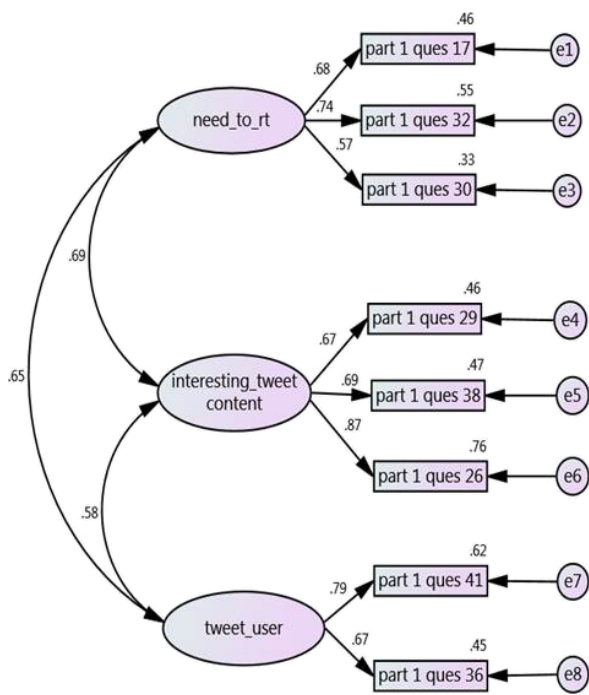 .46
part 1 ques 17
e1
.68
.55
need_to_rt
.74
part 1 ques 32
e2
.57
.33
part 1 ques 30
e3
.69
.46
part 1 ques 29
e4
.67
.65
interesting_tweet
content
.69
.47
part 1 ques 38
e5
.87
.76
part 1 ques 26
e6
.58
.62
part 1 ques 41
e7
.79
tweet_user
.67
.45
part 1 ques 36
e8